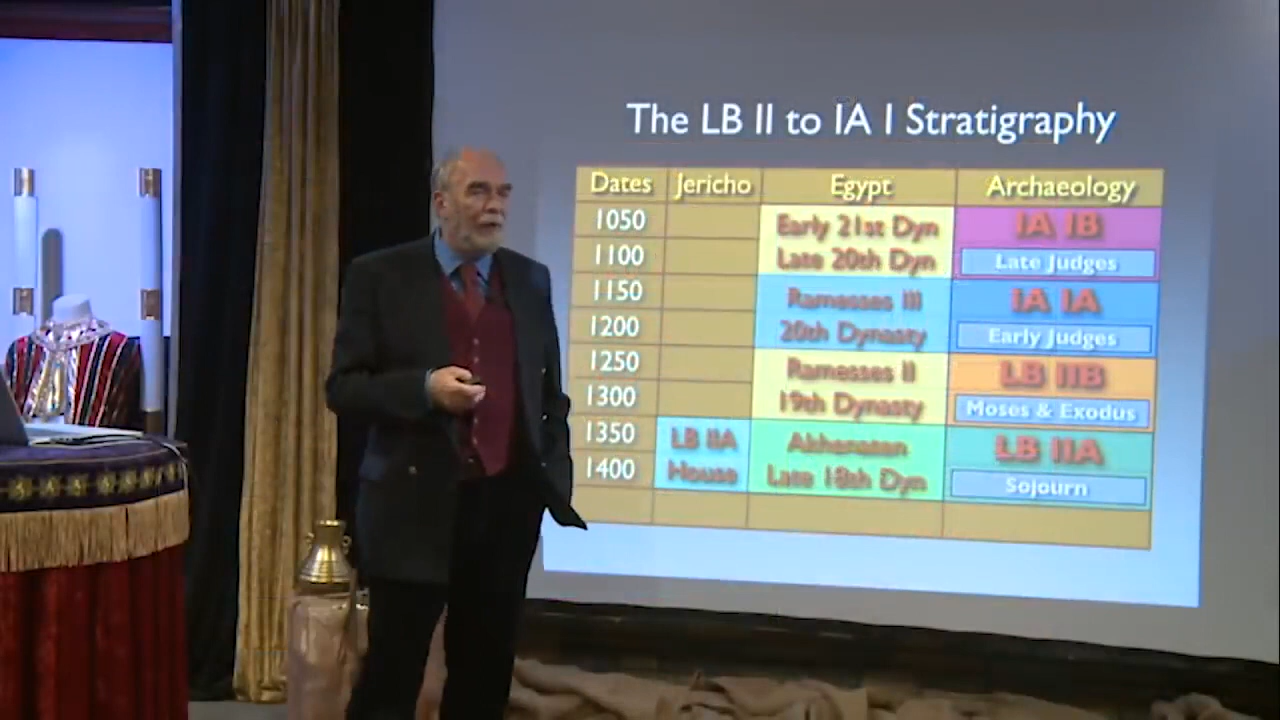 The LB II to IA I Stratigraphy
Dates Jericho Egypt Archaeology
1050 Early 21st Dyn IA IB
1100 Late 20th Dyn Late Judges
1150 Ramesses III IA IA
1200 20th Dynasty Early Judges
1250 Ramesses II LB IIB
1300 19th Dynasty Moses & Exodus
1350 LB IIA Akhenaten LB IIA
1400 House Late 18th Dyn Sojourn